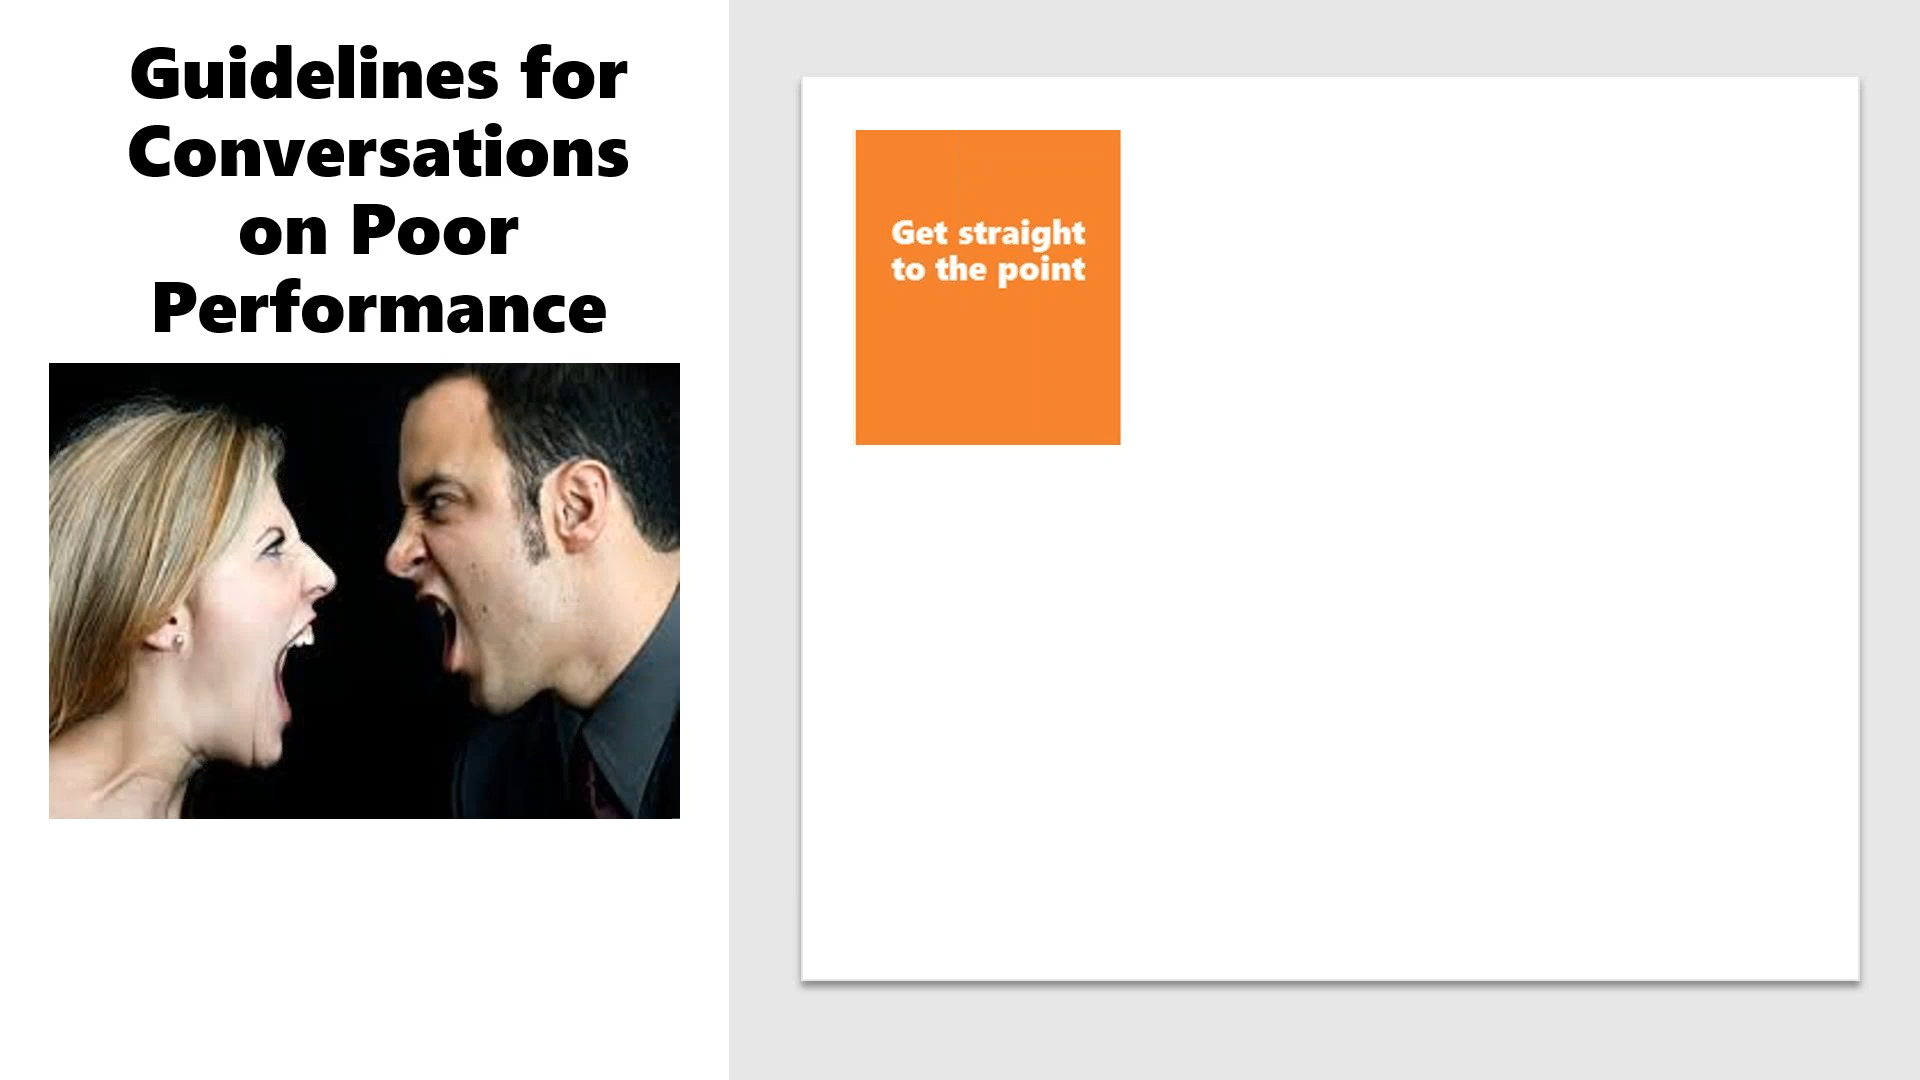 Guidelines for
Conversations
on Poor
Performance
Get straight
to the point